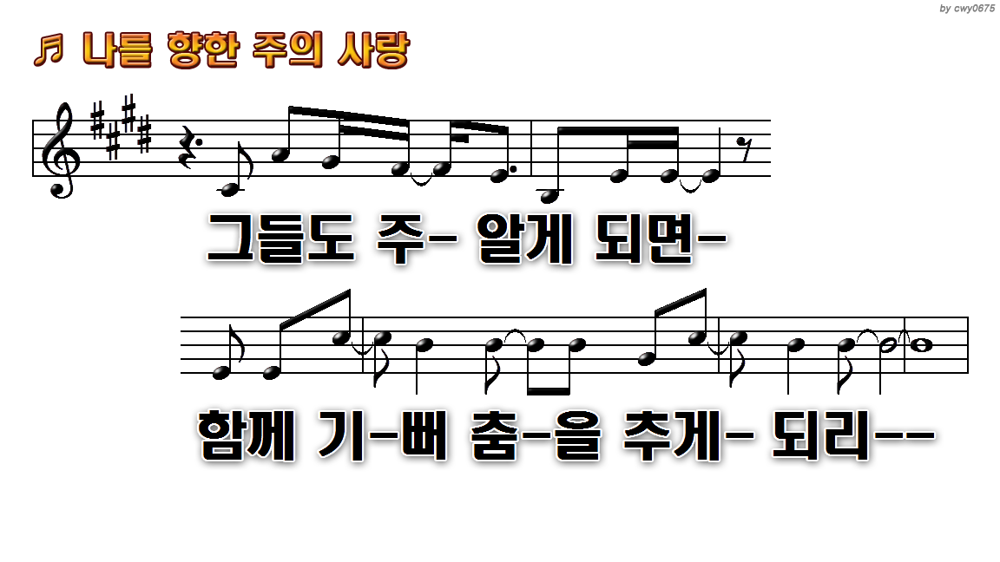 by cwy0675
♬ 나를 향한 주의 사랑
그들도 주- 알게 되면-
함께 기-뻐 춤-을 추게- 되리--